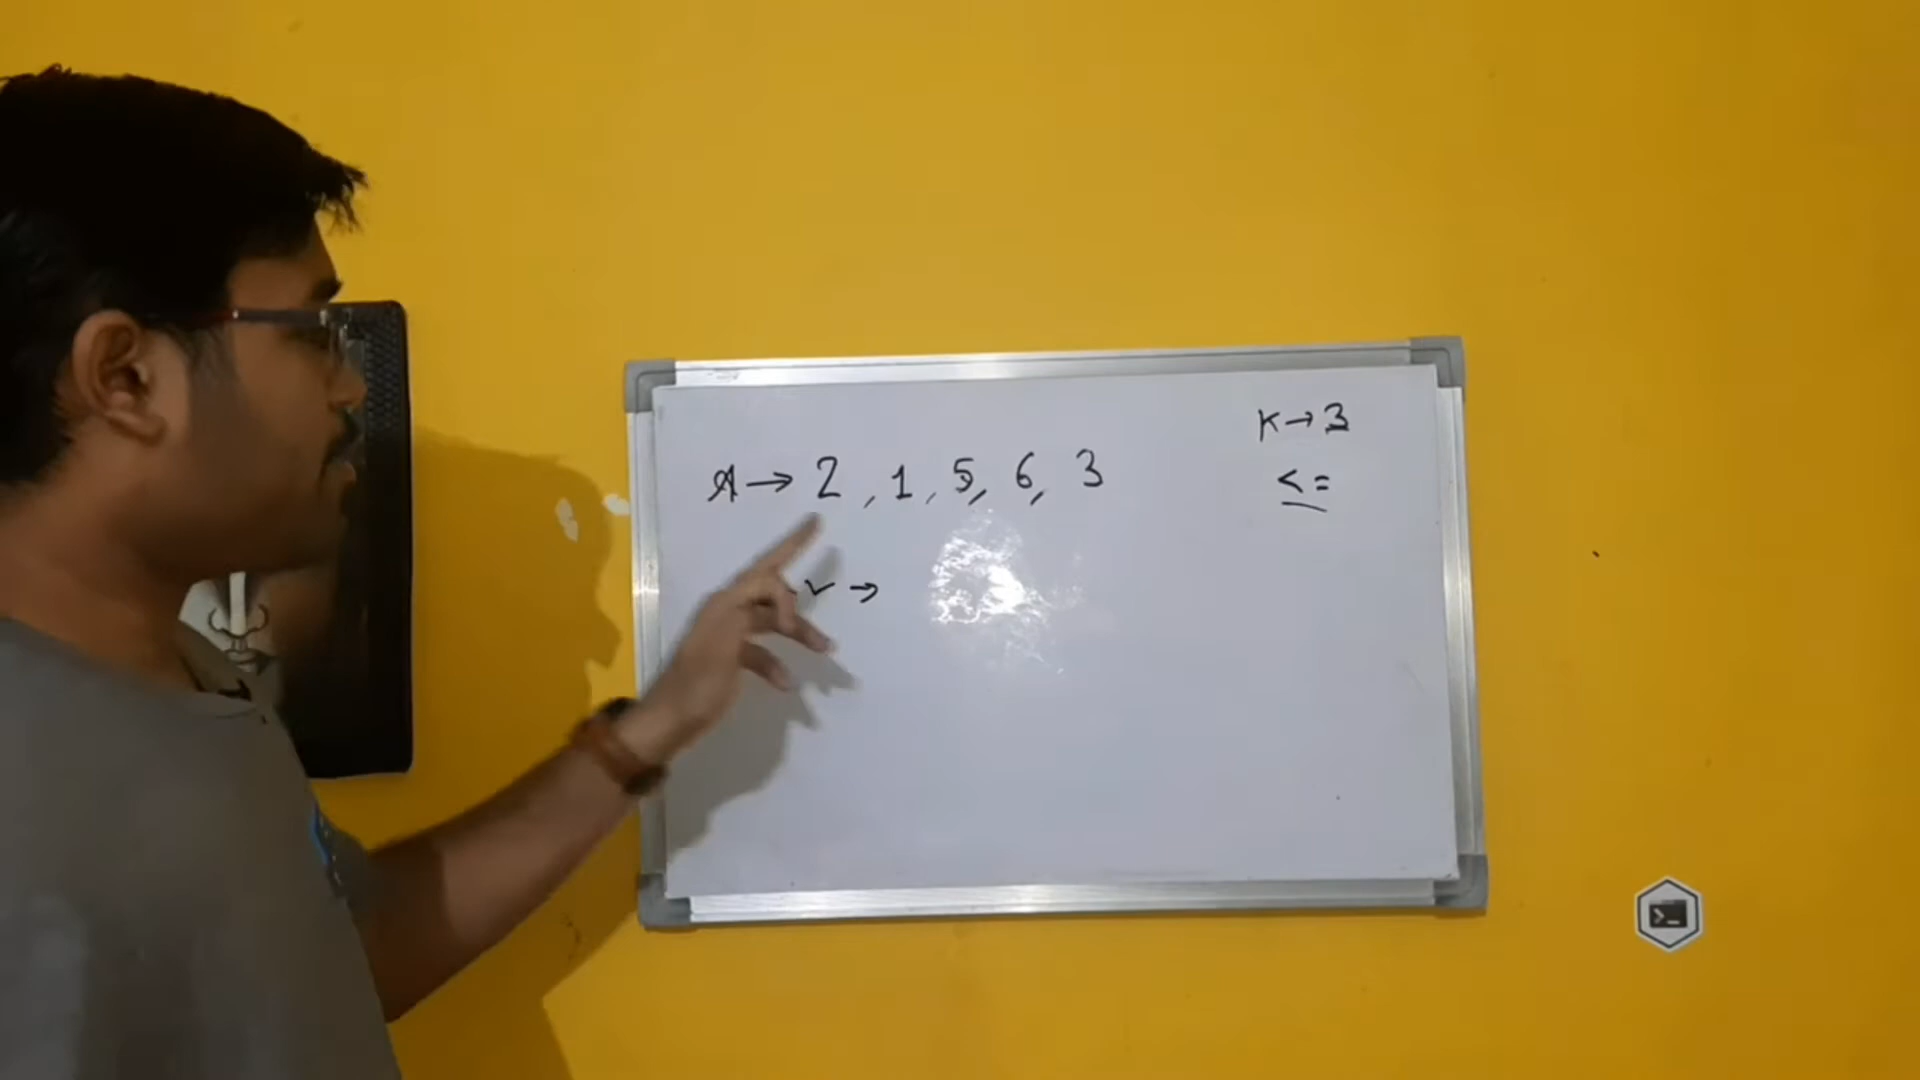 K → 3
A → 2 , 1 , 5 , 6 , 3
< =
→
>_